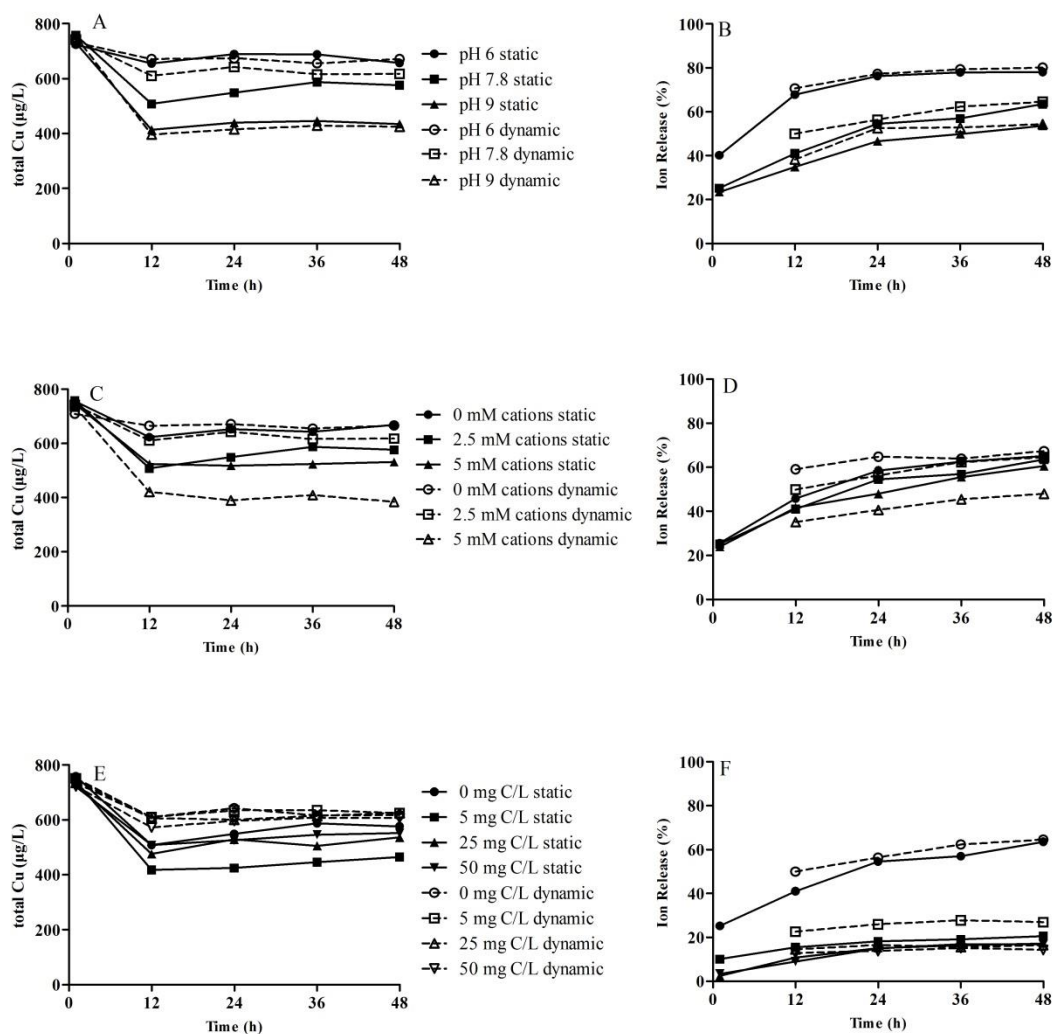 A
800
600
400
200
0
total Cu (µg/L)
0 12 24 36 48
Time (h)
pH 6 static
pH 7.8 static
pH 9 static
pH 6 dynamic
pH 7.8 dynamic
pH 9 dynamic
B
100
80
60
40
20
0
Ion Release (%)
0 12 24 36 48
Time (h)
C
800
600
400
200
0
total Cu (µg/L)
0 12 24 36 48
Time (h)
0 mM cations static
2.5 mM cations static
5 mM cations static
0 mM cations dynamic
2.5 mM cations dynamic
5 mM cations dynamic
D
100
80
60
40
20
0
Ion Release (%)
0 12 24 36 48
Time (h)
E
800
600
400
200
0
total Cu (µg/L)
0 12 24 36 48
Time (h)
0 mg C/L static
5 mg C/L static
25 mg C/L static
50 mg C/L static
0 mg C/L dynamic
5 mg C/L dynamic
25 mg C/L dynamic
50 mg C/L dynamic
F
100
80
60
40
20
0
Ion Release (%)
0 12 24 36 48
Time (h)